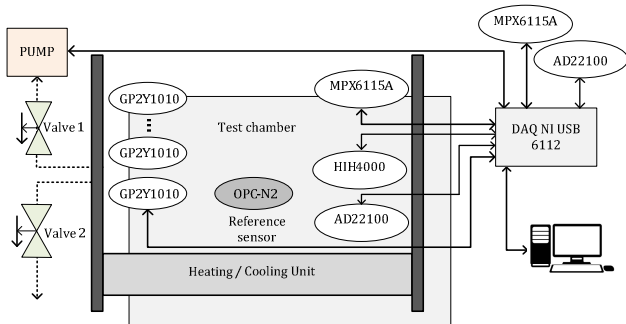 MPX6115A
PUMP
AD22100
GP2Y1010
MPX6115A
Valve 1
Test chamber
DAQ NI USB
6112
GP2Y1010
HIH4000
GP2Y1010
OPC-N2
AD22100
Reference
sensor
Valve 2
Heating / Cooling Unit